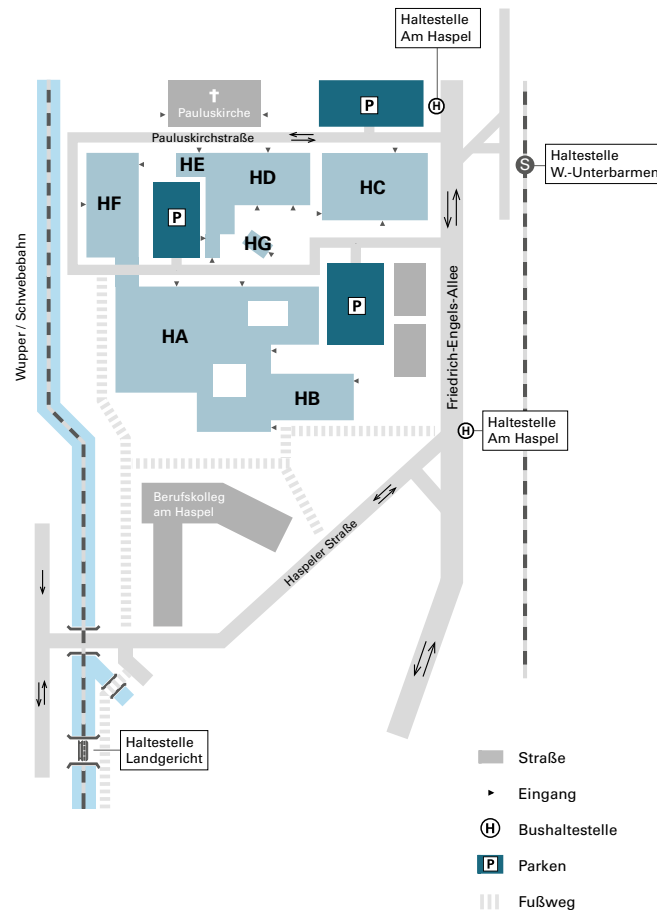 Haltestelle
Am Haspel
P
H
Pauluskirche
Pauluskirchstraße
S
Haltestelle
W.-Unterbarmen
HE
HD
HC
HF
P
HG
Wupper / Schwebebahn
HA
P
Friedrich-Engels-Allee
HB
H
Haltestelle
Am Haspel
Berufskolleg
am Haspel
Haspeler Straße
Haltestelle
Landgericht
Straße
Eingang
H Bushaltestelle
P Parken
Fußweg